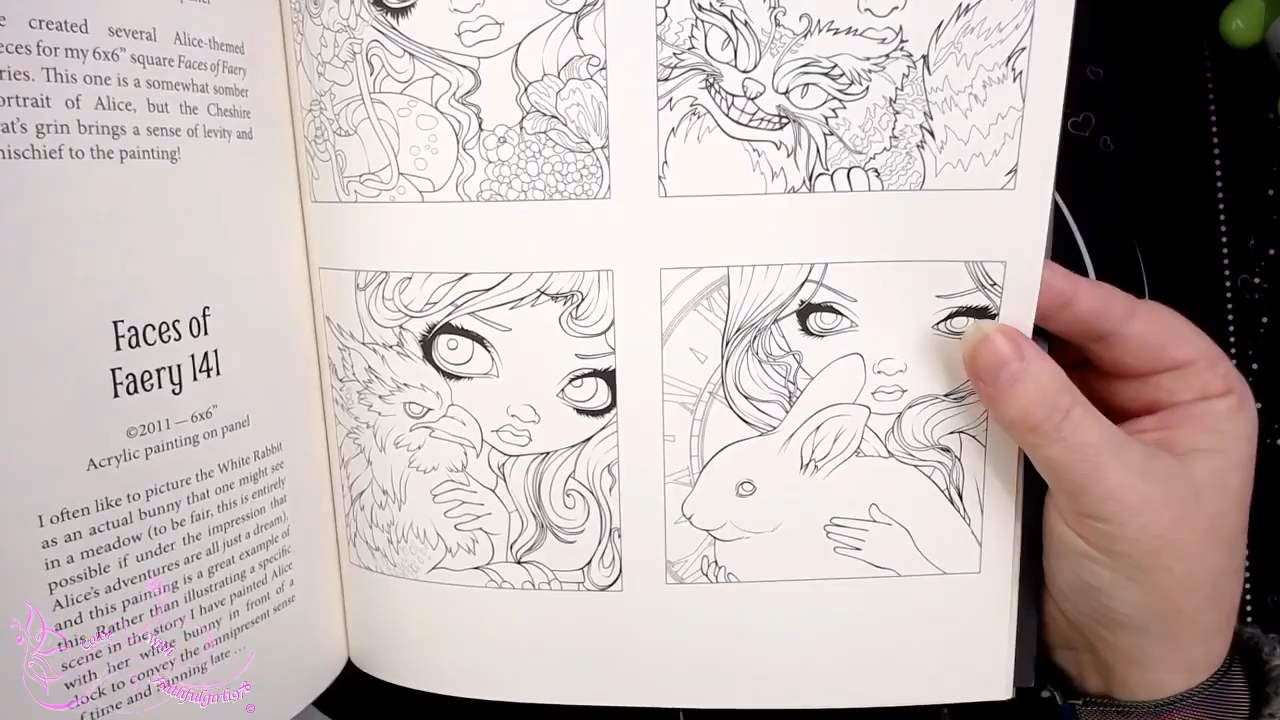 e created several Alice-themed
eces for my 6x6” square Faces of Faery
ries. This one is a somewhat somber
ortrait of Alice, but the Cheshire
at’s grin brings a sense of levity and
nischief to the painting!
Faces of
Faery 141
©2011 — 6x6”
Acrylic painting on panel
I often like to picture the White Rabbit
as an actual bunny that one might see
in a meadow (to be fair, this is entirely
possible if under the impression that
Alice’s adventures are all just a dream),
and this painting is a great example of
this. Rather than illustrating a specific
scene in the story I have painted Alice
with her white bunny in front of a
clock to convey the omnipresent sense
of time and running late ...
Color With
faithfulgirl1978
©